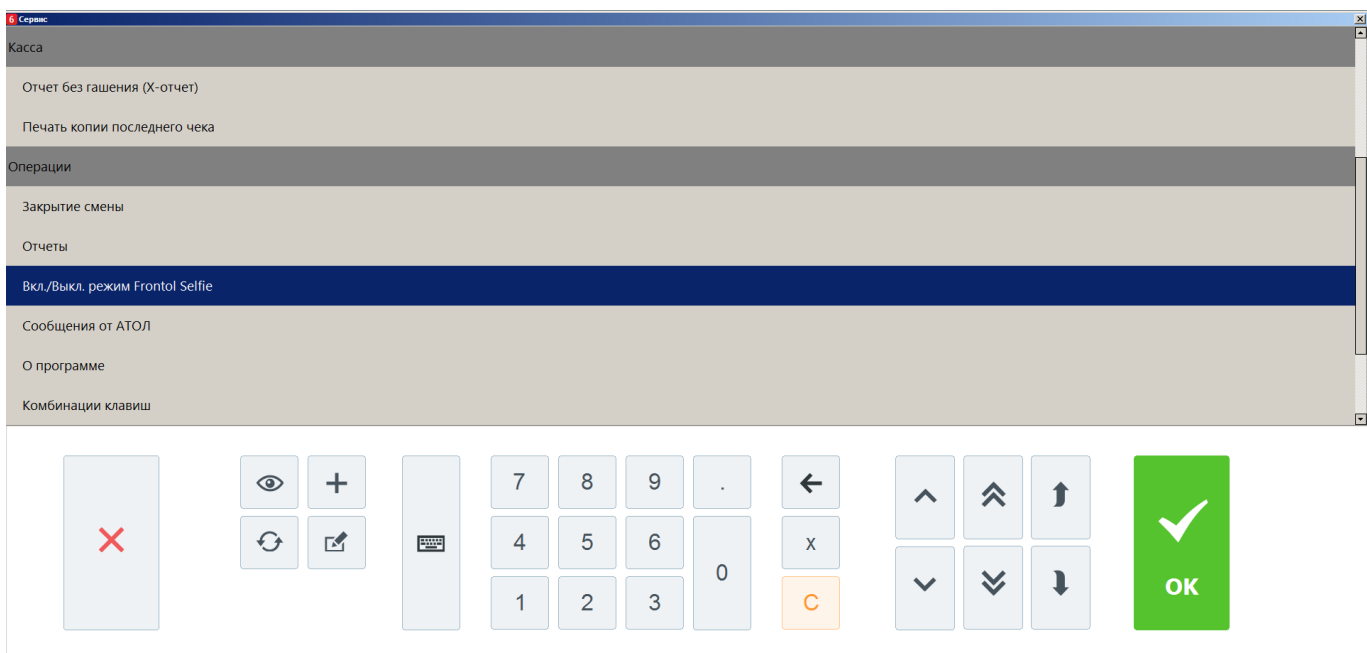 6 Сервис
Касса
Отчет без гашения (X-отчет)
Печать копии последнего чека
Операции
Закрытие смены
Отчеты
Вкл./Выкл. режим Frontol Selfie
Сообщения от АТОЛ
О программе
Комбинации клавиш
7 8 9 .
4 5 6 x
0
1 2 3 C
OK